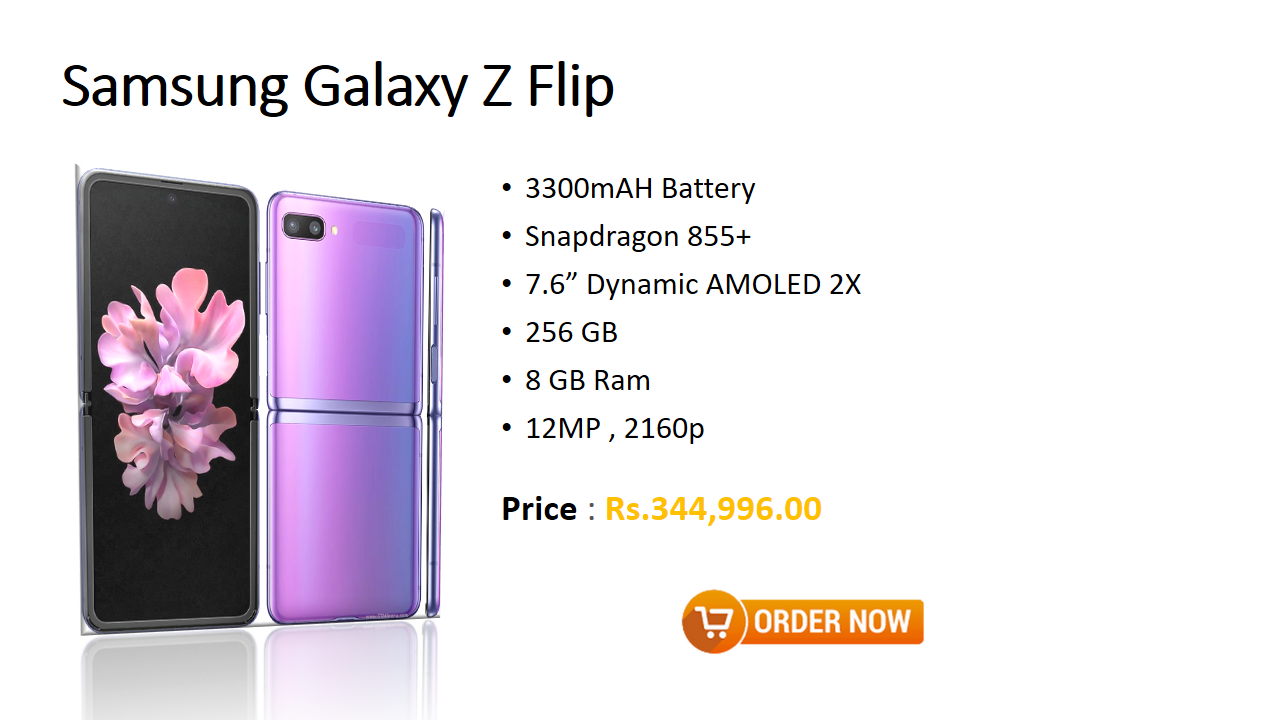 Samsung Galaxy Z Flip
• 3300mAH Battery
• Snapdragon 855+
• 7.6” Dynamic AMOLED 2X
• 256 GB
• 8 GB Ram
• 12MP , 2160p
Price : Rs.344,996.00
ORDER NOW